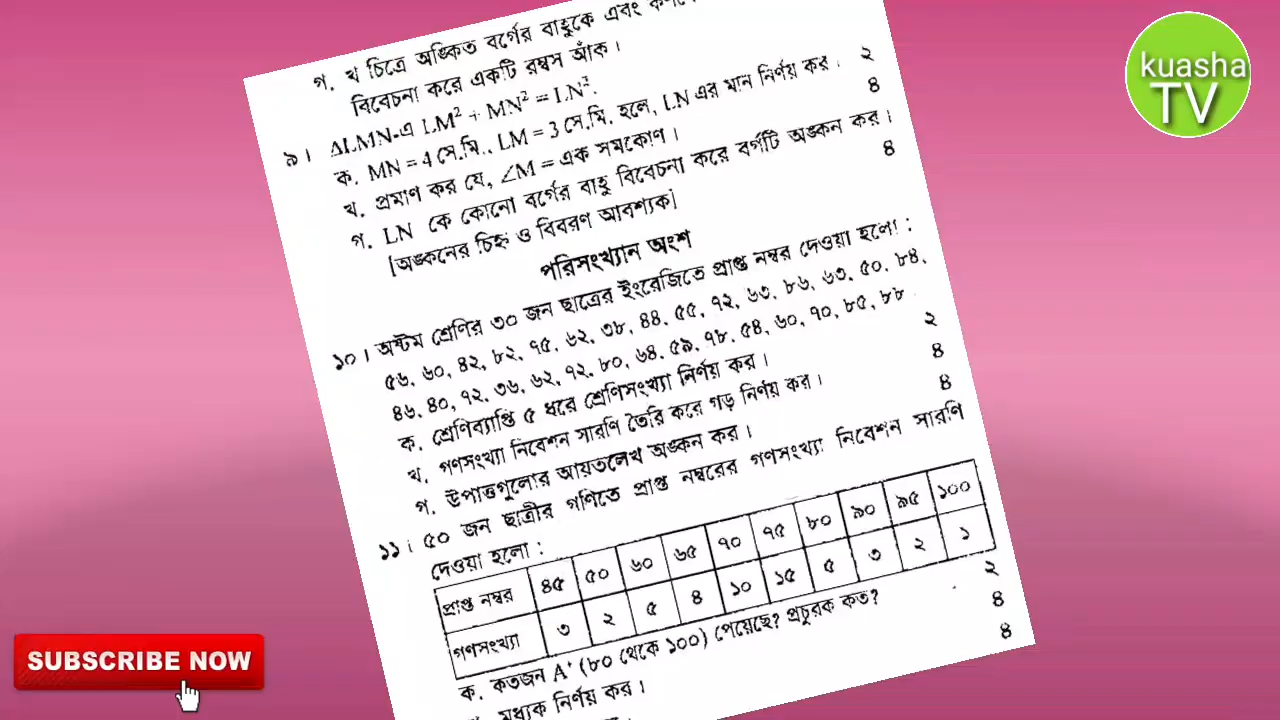 গ. খ চিত্রে অঙ্কিত বর্গের বাহুকে এবং
বিবেচনা করে একটি রম্বস আঁক।
৯। ΔLMN-এ LM² + MN² = LN².
ক. MN = 4 সে.মি., LM = 3 সে.মি. হলে, LN এর মান নির্ণয় কর। ২
খ. প্রমাণ কর যে, ∠M = এক সমকোণ। ৪
গ. LN কে কোনো বর্গের বাহু বিবেচনা করে বর্গটি অঙ্কন কর।
[অঙ্কনের চিহ্ন ও বিবরণ আবশ্যক] ৪
পরিসংখ্যান অংশ
১০। অষ্টম শ্রেণির ৩০ জন ছাত্রের ইংরেজিতে প্রাপ্ত নম্বর দেওয়া হলো :
৫৬, ৬০, ৪২, ৮২, ৭৫, ৬২, ৩৮, ৪৪, ৫৫, ৭২, ৬৩, ৮৬, ৬৩, ৫০, ৮৪,
৪৬, ৪০, ৭২, ৩৬, ৬২, ৭২, ৮০, ৬৪, ৫৯, ৭৮, ৫৪, ৬০, ৭০, ৮৫, ৮৮
ক. শ্রেণিব্যাপ্তি ৫ ধরে শ্রেণিসংখ্যা নির্ণয় কর। ২
খ. গণসংখ্যা নিবেশন সারণি তৈরি করে গড় নির্ণয় কর। ৪
গ. উপাত্তগুলোর আয়তলেখ অঙ্কন কর। ৪
১১। ৫০ জন ছাত্রীর গণিতে প্রাপ্ত নম্বরের গণসংখ্যা নিবেশন সারণি
দেওয়া হলো :
প্রাপ্ত নম্বর ৪৫ ৫০ ৬০ ৬৫ ৭০ ৭৫ ৮০ ৯০ ৯৫ ১০০
গণসংখ্যা ৩ ২ ৫ ৪ ১০ ১৫ ৫ ৩ ২ ১
ক. কতজন A⁺ (৮০ থেকে ১০০) পেয়েছে? প্রচুরক কত? ২
মধ্যক নির্ণয় কর। ৪
৪
kuasha
TV
SUBSCRIBE NOW